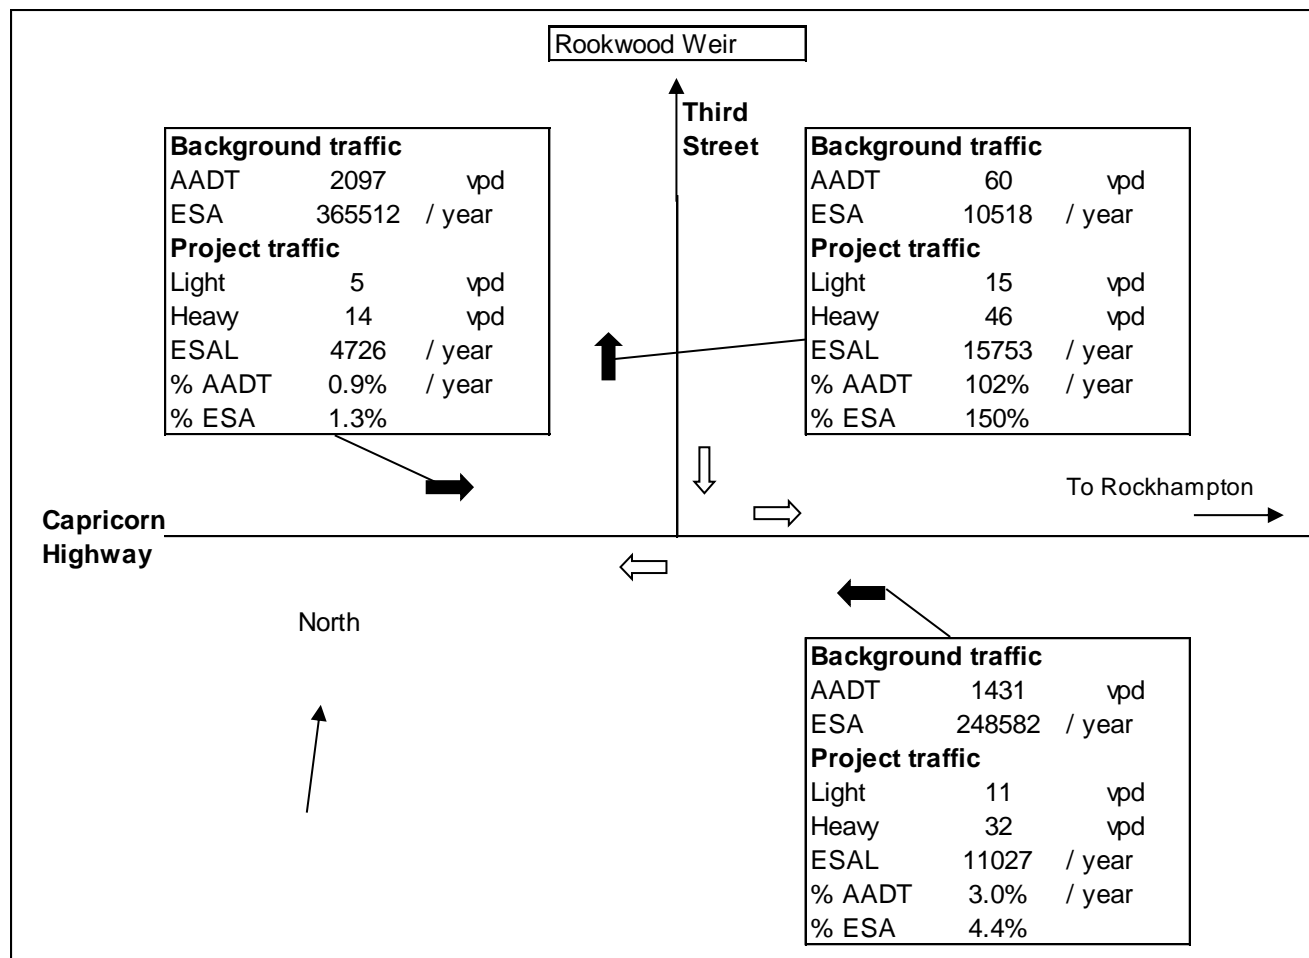 Rookwood Weir
Third
Street
Background traffic
AADT 2097 vpd
ESA 365512 / year
Project traffic
Light 5 vpd
Heavy 14 vpd
ESAL 4726 / year
% AADT 0.9% / year
% ESA 1.3%
Background traffic
AADT 60 vpd
ESA 10518 / year
Project traffic
Light 15 vpd
Heavy 46 vpd
ESAL 15753 / year
% AADT 102% / year
% ESA 150%
To Rockhampton
Capricorn
Highway
North
Background traffic
AADT 1431 vpd
ESA 248582 / year
Project traffic
Light 11 vpd
Heavy 32 vpd
ESAL 11027 / year
% AADT 3.0% / year
% ESA 4.4%